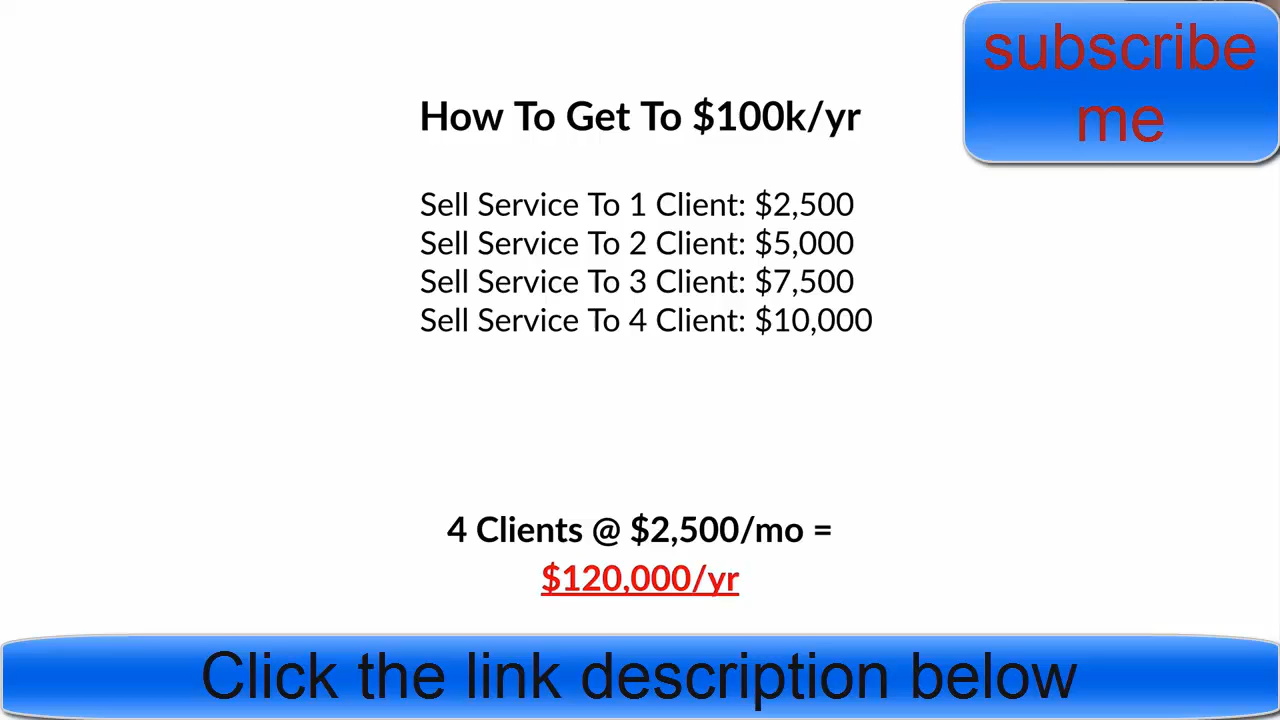 subscribe
me
How To Get To $100k/yr
Sell Service To 1 Client: $2,500
Sell Service To 2 Client: $5,000
Sell Service To 3 Client: $7,500
Sell Service To 4 Client: $10,000
4 Clients @ $2,500/mo =
$120,000/yr
Click the link description below